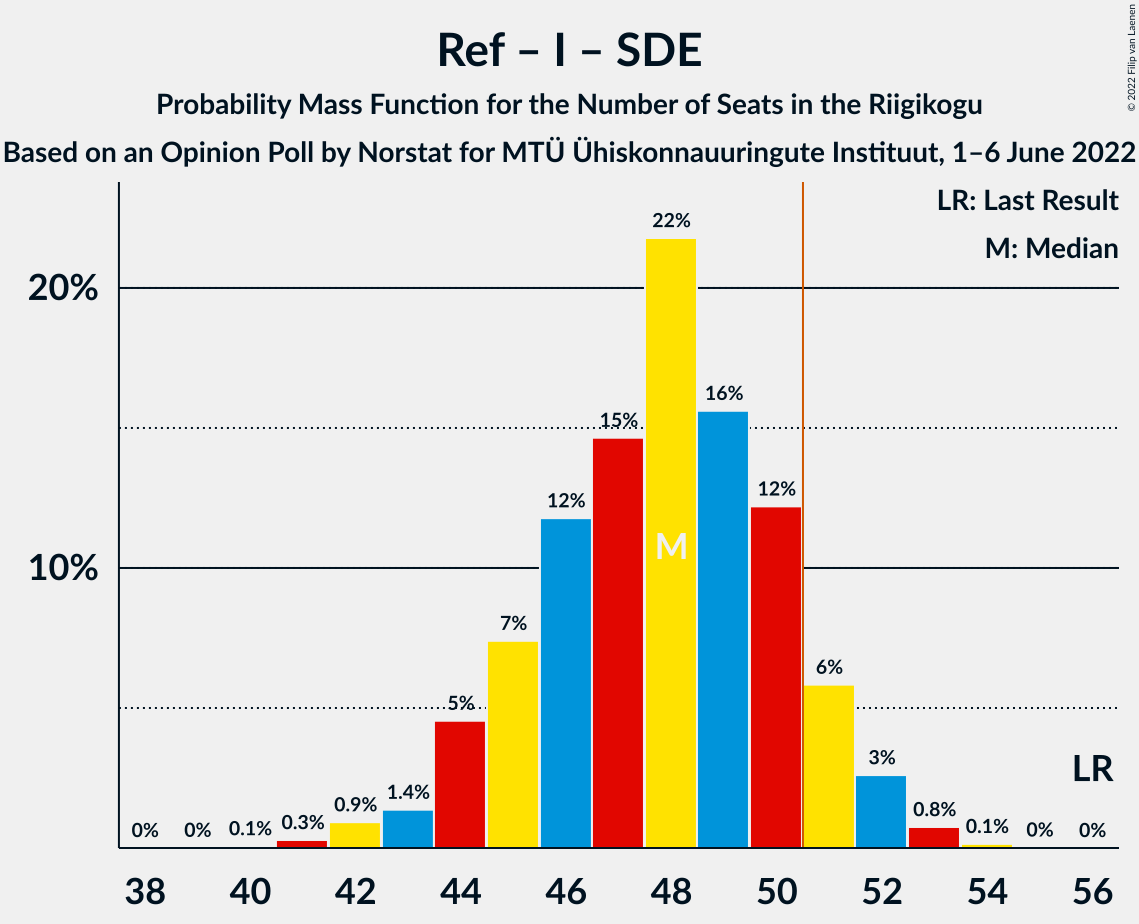 Ref – I – SDE
Probability Mass Function for the Number of Seats in the Riigikogu
Based on an Opinion Poll by Norstat for MTÜ Ühiskonnauuringute Instituut, 1–6 June 2022
© 2022 Filip van Laenen
LR: Last Result
M: Median
20%
10%
0%
0%
0.1%
0.3%
0.9%
1.4%
5%
7%
12%
15%
22%
16%
12%
6%
3%
0.8%
0.1%
0%
0%
M
LR
38 40 42 44 46 48 50 52 54 56